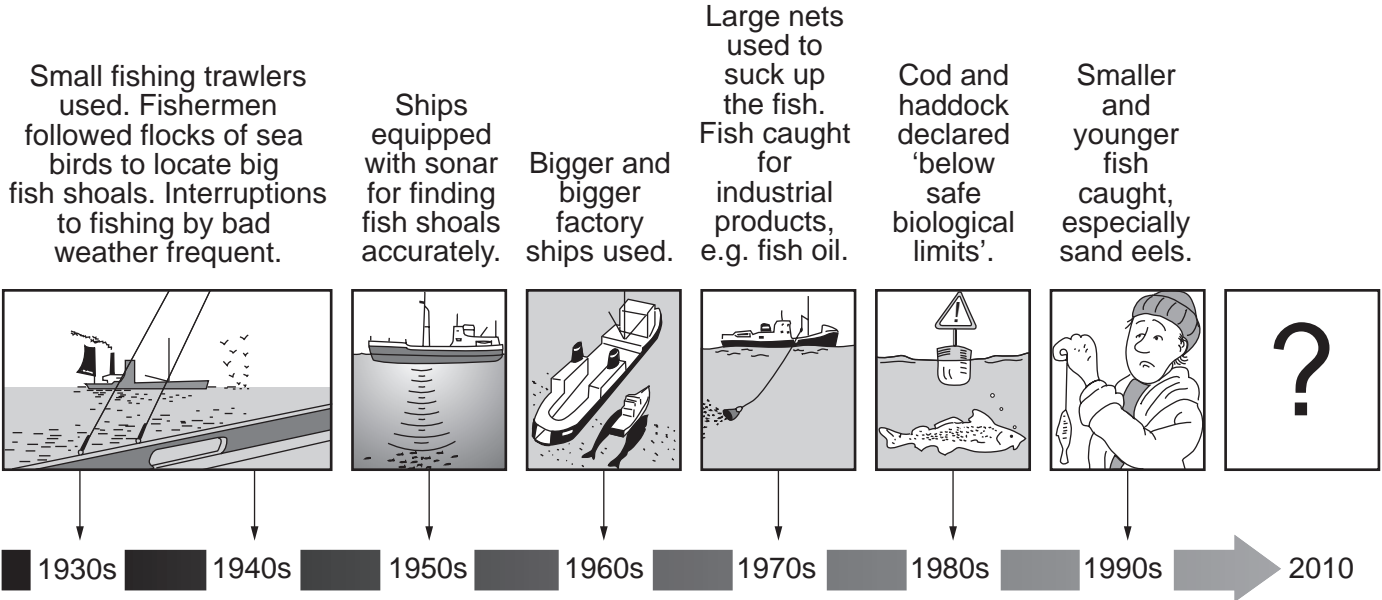 Small fishing trawlers
used. Fishermen
followed flocks of sea
birds to locate big
fish shoals. Interruptions
to fishing by bad
weather frequent.
Ships
equipped
with sonar
for finding
fish shoals
accurately.
Bigger and
bigger
factory
ships used.
Large nets
used to
suck up
the fish.
Fish caught
for
industrial
products,
e.g. fish oil.
Cod and
haddock
declared
‘below
safe
biological
limits’.
Smaller
and
younger
fish
caught,
especially
sand eels.
!
?
1930s 1940s 1950s 1960s 1970s 1980s 1990s 2010